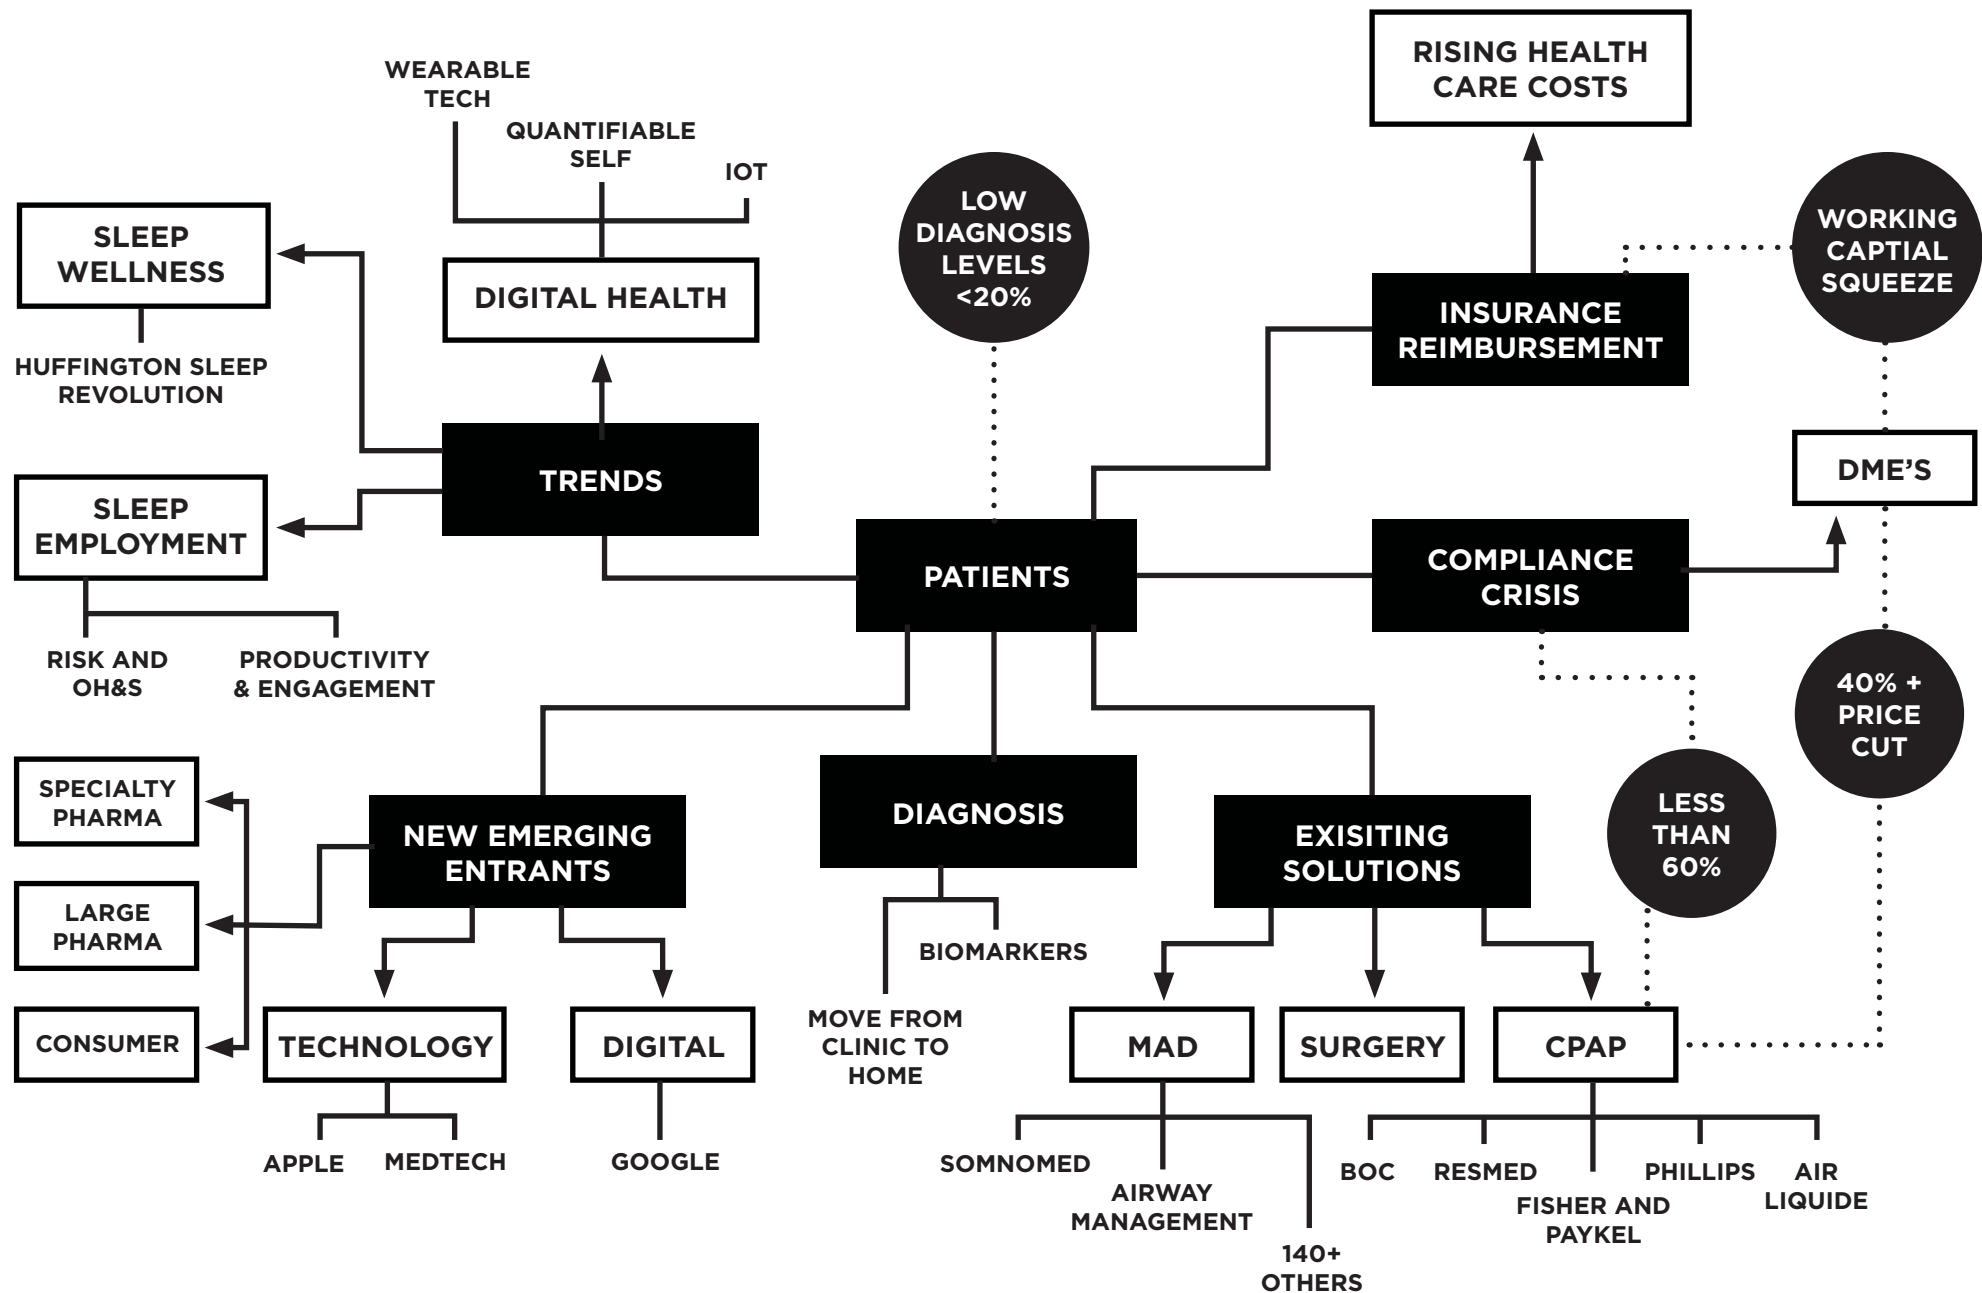 RISING HEALTH
CARE COSTS
WEARABLE
TECH
QUANTIFIABLE
SELF
IOT
LOW
DIAGNOSIS
LEVELS
<20%
WORKING
CAPTIAL
SQUEEZE
SLEEP
WELLNESS
DIGITAL HEALTH
INSURANCE
REIMBURSEMENT
HUFFINGTON SLEEP
REVOLUTION
TRENDS
DME'S
SLEEP
EMPLOYMENT
PATIENTS
COMPLIANCE
CRISIS
RISK AND
OH&S
PRODUCTIVITY
& ENGAGEMENT
40% +
PRICE
CUT
SPECIALTY
PHARMA
NEW EMERGING
ENTRANTS
DIAGNOSIS
EXISITING
SOLUTIONS
LESS
THAN
60%
LARGE
PHARMA
BIOMARKERS
MOVE FROM
CLINIC TO
HOME
CONSUMER
TECHNOLOGY
DIGITAL
MAD
SURGERY
CPAP
APPLE
MEDTECH
GOOGLE
SOMNOMED
AIRWAY
MANAGEMENT
140+
OTHERS
BOC
RESMED
FISHER AND
PAYKEL
PHILLIPS
AIR
LIQUIDE